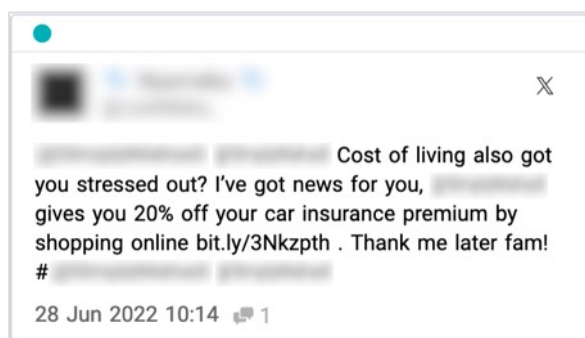 𝕏
Cost of living also got
you stressed out? I've got news for you,
gives you 20% off your car insurance premium by
shopping online bit.ly/3Nkzpth . Thank me later fam!
#
28 Jun 2022 10:14 1